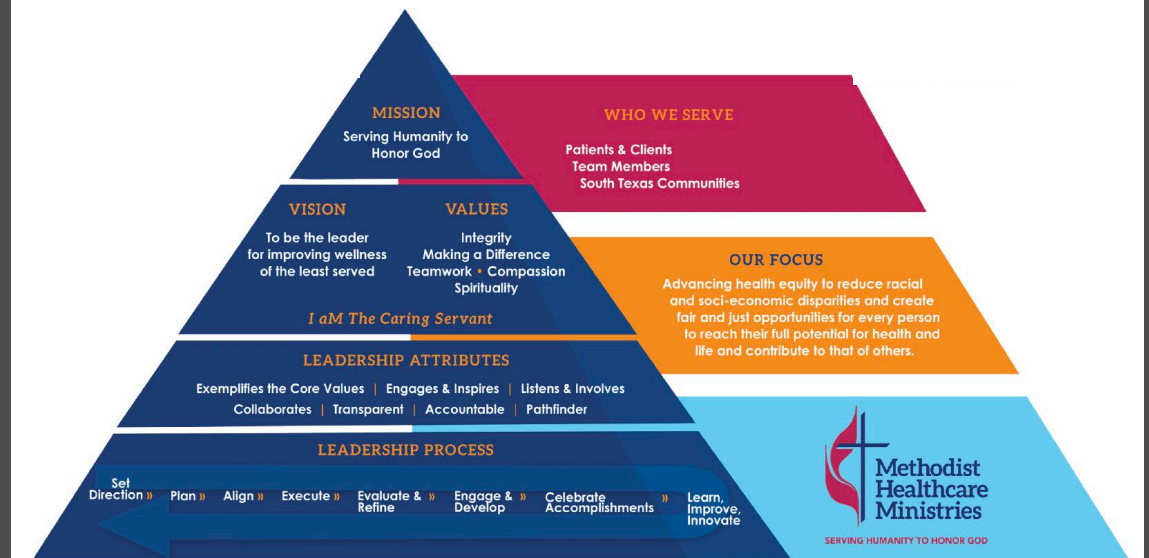 MISSION
Serving Humanity to
Honor God
WHO WE SERVE
Patients & Clients
Team Members
South Texas Communities
VISION
To be the leader
for improving wellness
of the least served
VALUES
Integrity
Making a Difference
Teamwork • Compassion
Spirituality
I aM The Caring Servant
OUR FOCUS
Advancing health equity to reduce racial
and soci-economic disparities and create
fair and just opportunities for every person
to reach their full potential for health and
life and contribute to that of others.
LEADERSHIP ATTRIBUTES
Exemplifies the Core Values | Engages & Inspires | Listens & Involves
Collaborates | Transparent | Accountable | Pathfinder
LEADERSHIP PROCESS
Set
Direction »
Plan »
Align »
Execute »
Evaluate & »
Refine
Engage & »
Develop
Celebrate »
Accomplishments
Learn,
Improve,
Innovate
Methodist
Healthcare
Ministries
SERVING HUMANITY TO HONOR GOD